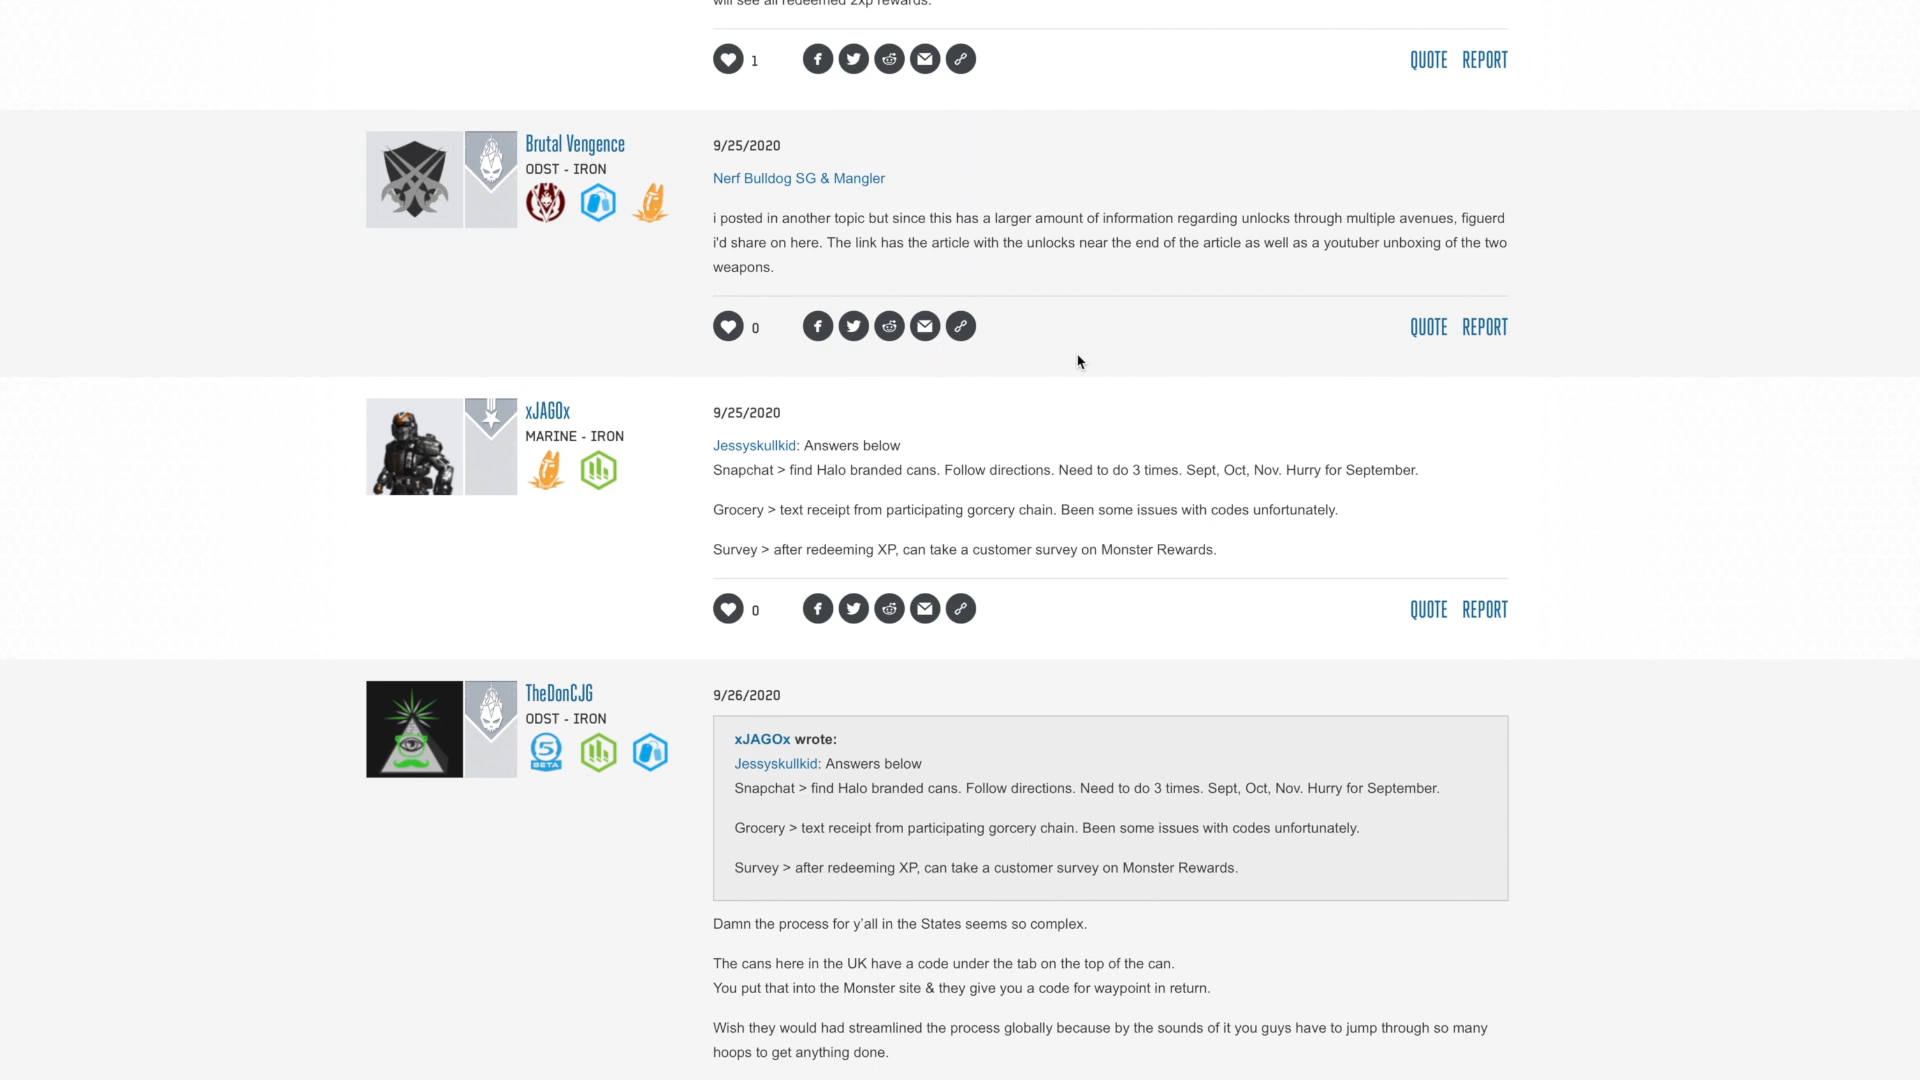 will see all redeemed 2xp rewards.
1
QUOTE REPORT
Brutal Vengence
ODST - IRON
9/25/2020
Nerf Bulldog SG & Mangler
i posted in another topic but since this has a larger amount of information regarding unlocks through multiple avenues, figuerd
i'd share on here. The link has the article with the unlocks near the end of the article as well as a youtuber unboxing of the two
weapons.
0
QUOTE REPORT
xJAGOx
MARINE - IRON
9/25/2020
Jessyskullkid: Answers below
Snapchat > find Halo branded cans. Follow directions. Need to do 3 times. Sept, Oct, Nov. Hurry for September.
Grocery > text receipt from participating gorcery chain. Been some issues with codes unfortunately.
Survey > after redeeming XP, can take a customer survey on Monster Rewards.
0
QUOTE REPORT
TheDonCJG
ODST - IRON
5
BETA
9/26/2020
xJAGOx wrote:
Jessyskullkid: Answers below
Snapchat > find Halo branded cans. Follow directions. Need to do 3 times. Sept, Oct, Nov. Hurry for September.
Grocery > text receipt from participating gorcery chain. Been some issues with codes unfortunately.
Survey > after redeeming XP, can take a customer survey on Monster Rewards.
Damn the process for y'all in the States seems so complex.
The cans here in the UK have a code under the tab on the top of the can.
You put that into the Monster site & they give you a code for waypoint in return.
Wish they would had streamlined the process globally because by the sounds of it you guys have to jump through so many
hoops to get anything done.